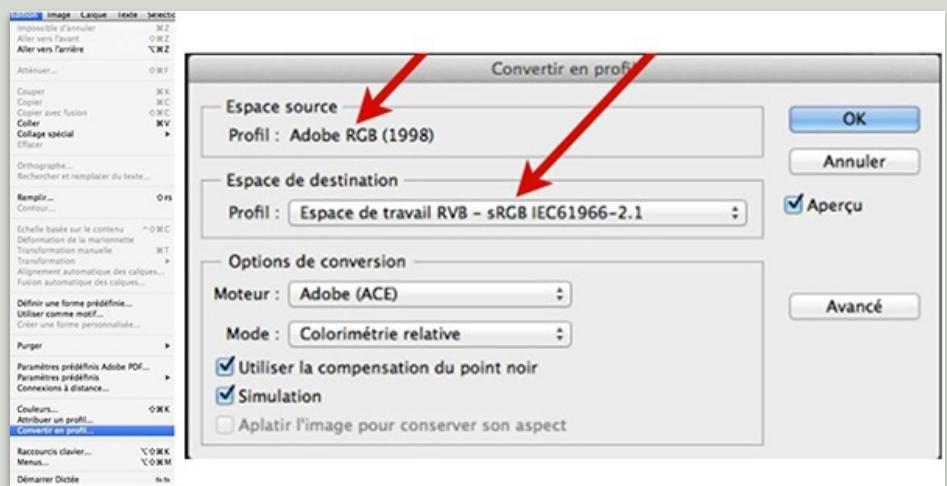 Edition Image Calque Texte Sélectio
Impossible d'annuler ⌘Z
Aller vers l'avant ⇧⌘Z
Aller vers l'arrière ⌥⌘Z
Atténuer... ⇧⌘F
Couper ⌘X
Copier ⌘C
Copier avec fusion ⇧⌘C
Coller ⌘V
Collage spécial
Effacer
Orthographe...
Rechercher et remplacer du texte...
Remplir... ⇧F5
Contour...
Echelle basée sur le contenu ^⇧⌘C
Déformation de la marionnette
Transformation manuelle ⌘T
Transformation
Alignement automatique des calques...
Fusion automatique des calques...
Définir une forme prédéfinie...
Utiliser comme motif...
Créer une forme personnalisée...
Purger
Paramètres prédéfinis Adobe PDF...
Paramètres prédéfinis
Connexions à distance...
Couleurs... ⇧⌘K
Attribuer un profil...
Convertir en profil...
Raccourcis clavier... ⌥⇧⌘K
Menus... ⌥⇧⌘M
Démarrer Dictée fn fn
Convertir en profil
Espace source
Profil : Adobe RGB (1998)
Espace de destination
Profil : Espace de travail RVB - sRGB IEC61966-2.1
Options de conversion
Moteur : Adobe (ACE)
Mode : Colorimétrie relative
Utiliser la compensation du point noir
Simulation
Aplatir l'image pour conserver son aspect
OK
Annuler
Aperçu
Avancé